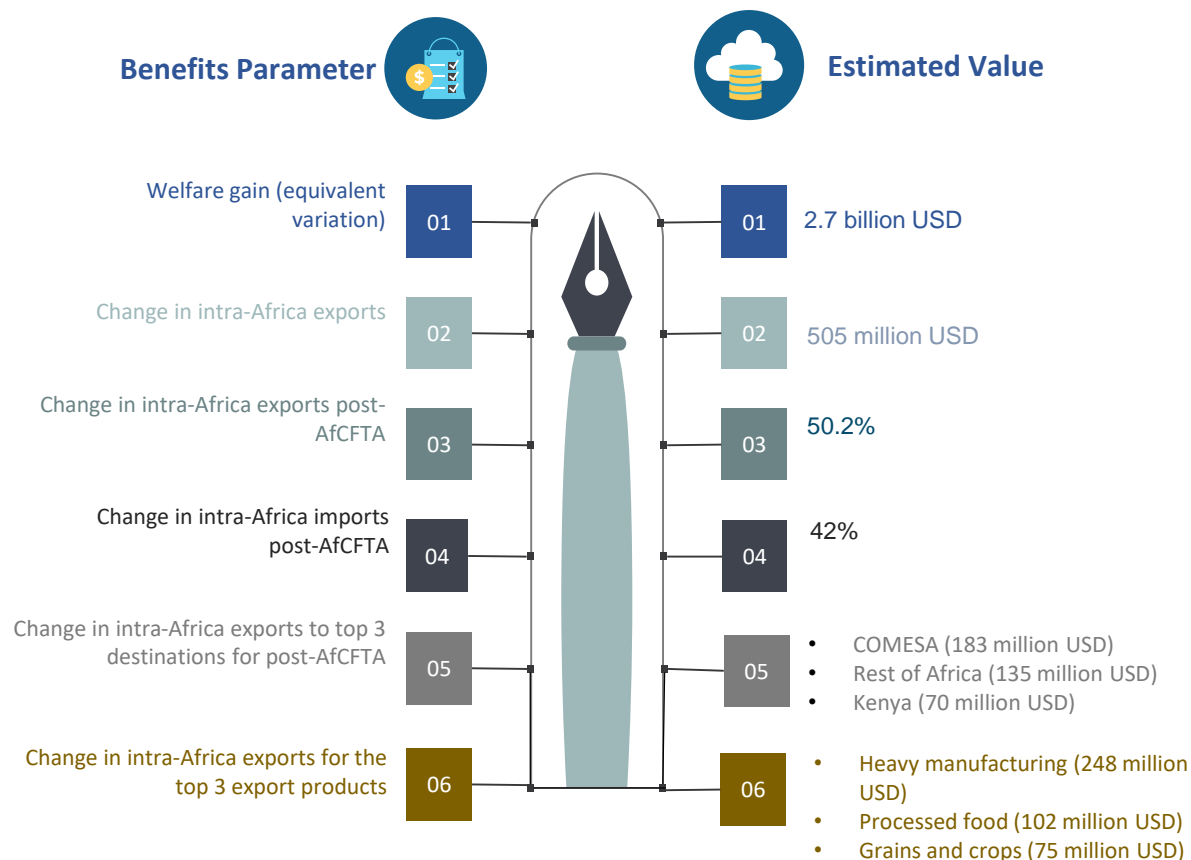 Benefits Parameter
Estimated Value
$
Welfare gain (equivalent
variation)
01
01
2.7 billion USD
Change in intra-Africa exports
02
02
505 million USD
Change in intra-Africa exports post-
AfCFTA
03
03
50.2%
Change in intra-Africa imports
post-AfCFTA
04
04
42%
Change in intra-Africa exports to top 3
destinations for post-AfCFTA
05
05
• COMESA (183 million USD)
• Rest of Africa (135 million USD)
• Kenya (70 million USD)
Change in intra-Africa exports for the
top 3 export products
06
06
• Heavy manufacturing (248 million
USD)
• Processed food (102 million USD)
• Grains and crops (75 million USD)